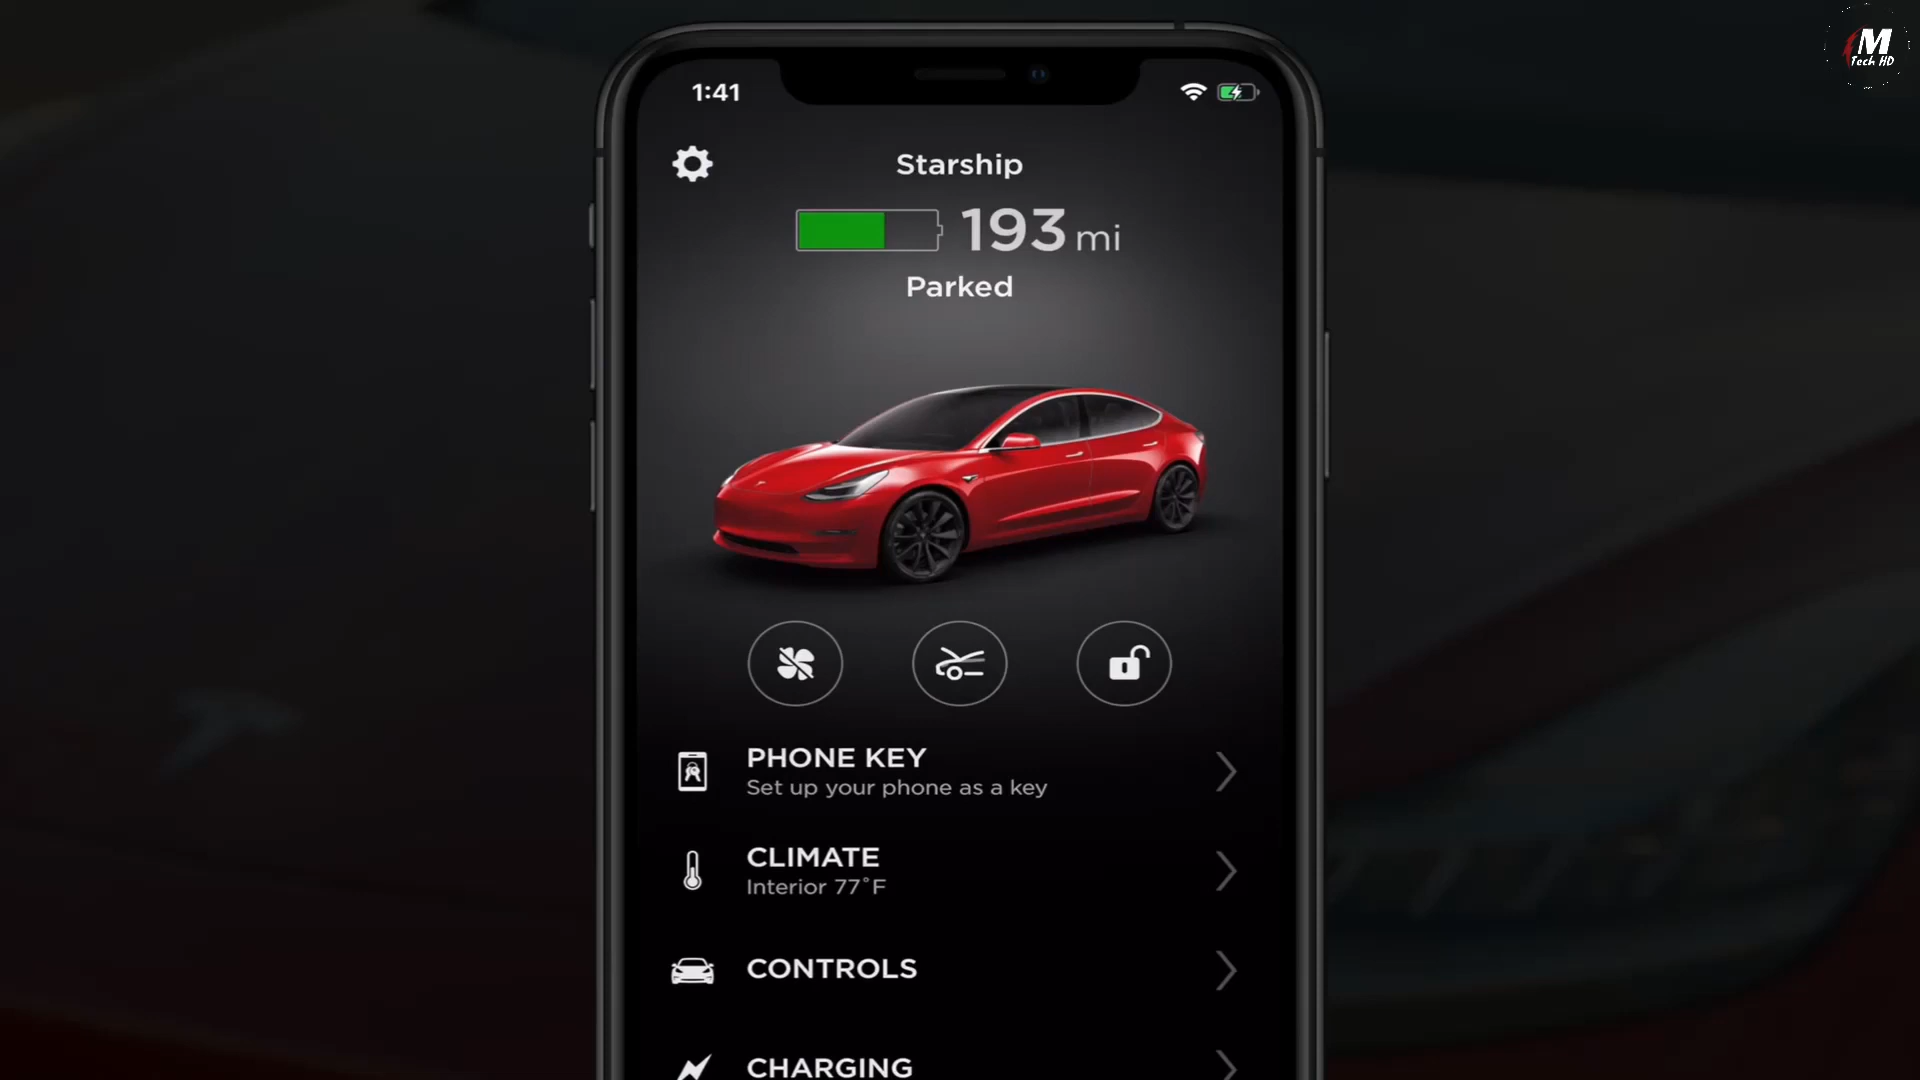 M
Tech HD
1:41
Starship
193 mi
Parked
PHONE KEY
Set up your phone as a key
CLIMATE
Interior 77°F
CONTROLS
CHARGING